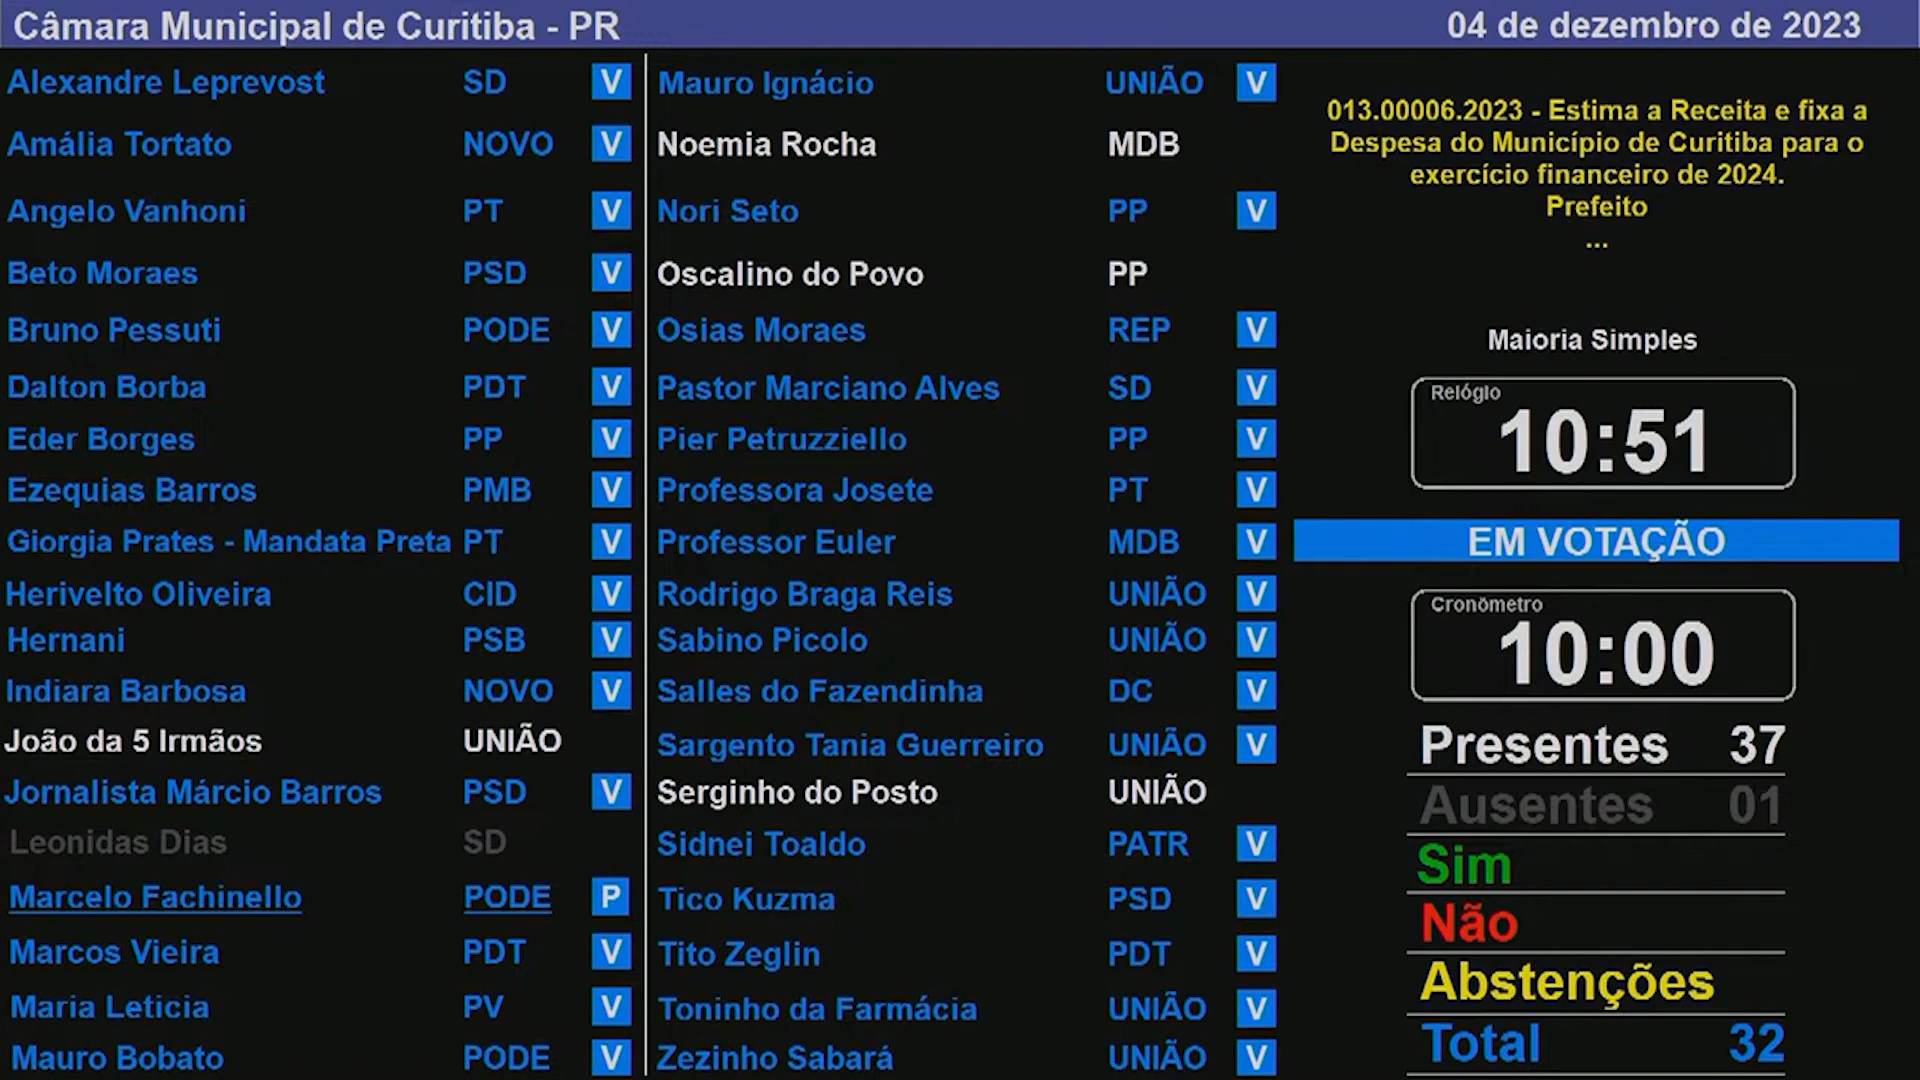 Câmara Municipal de Curitiba - PR 04 de dezembro de 2023
Alexandre Leprevost SD V
Amália Tortato NOVO V
Angelo Vanhoni PT V
Beto Moraes PSD V
Bruno Pessuti PODE V
Dalton Borba PDT V
Eder Borges PP V
Ezequias Barros PMB V
Giorgia Prates - Mandata Preta PT V
Herivelto Oliveira CID V
Hernani PSB V
Indiara Barbosa NOVO V
João da 5 Irmãos UNIÃO
Jornalista Márcio Barros PSD V
Leonidas Dias SD
Marcelo Fachinello PODE P
Marcos Vieira PDT V
Maria Leticia PV V
Mauro Bobato PODE V
Mauro Ignácio UNIÃO V
Noemia Rocha MDB
Nori Seto PP V
Oscalino do Povo PP
Osias Moraes REP V
Pastor Marciano Alves SD V
Pier Petruzziello PP V
Professora Josete PT V
Professor Euler MDB V
Rodrigo Braga Reis UNIÃO V
Sabino Picolo UNIÃO V
Salles do Fazendinha DC V
Sargento Tania Guerreiro UNIÃO V
Serginho do Posto UNIÃO
Sidnei Toaldo PATR V
Tico Kuzma PSD V
Tito Zeglin PDT V
Toninho da Farmácia UNIÃO V
Zezinho Sabará UNIÃO V
013.00006.2023 - Estima a Receita e fixa a
Despesa do Município de Curitiba para o
exercício financeiro de 2024.
Prefeito
...
Maioria Simples
Relógio
10:51
EM VOTAÇÃO
Cronômetro
10:00
Presentes 37
Ausentes 01
Sim
Não
Abstenções
Total 32